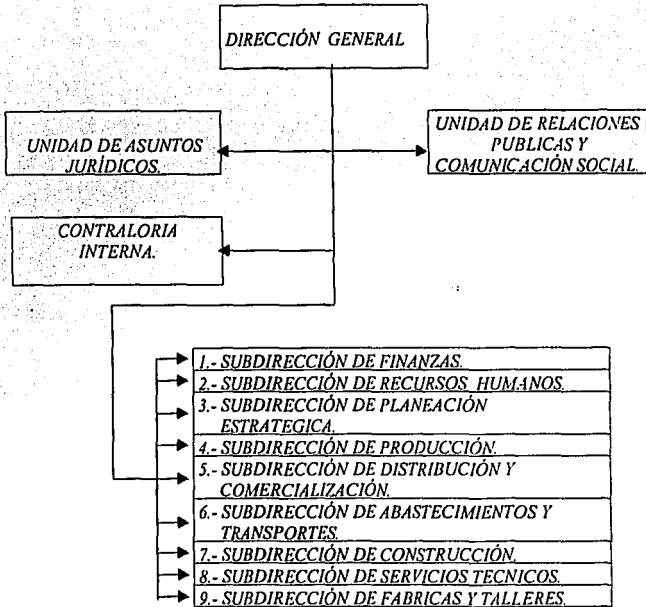 DIRECCIÓN GENERAL
UNIDAD DE ASUNTOS
JURÍDICOS.
UNIDAD DE RELACIONES
PUBLICAS Y
COMUNICACIÓN SOCIAL.
CONTRALORIA
INTERNA.
1.- SUBDIRECCIÓN DE FINANZAS.
2.- SUBDIRECCIÓN DE RECURSOS HUMANOS.
3.- SUBDIRECCIÓN DE PLANEACIÓN
ESTRATEGICA.
4.- SUBDIRECCIÓN DE PRODUCCIÓN.
5.- SUBDIRECCIÓN DE DISTRIBUCIÓN Y
COMERCIALIZACIÓN.
6.- SUBDIRECCIÓN DE ABASTECIMIENTOS Y
TRANSPORTES.
7.- SUBDIRECCIÓN DE CONSTRUCCIÓN.
8.- SUBDIRECCIÓN DE SERVICIOS TECNICOS.
9.- SUBDIRECCIÓN DE FABRICAS Y TALLERES.